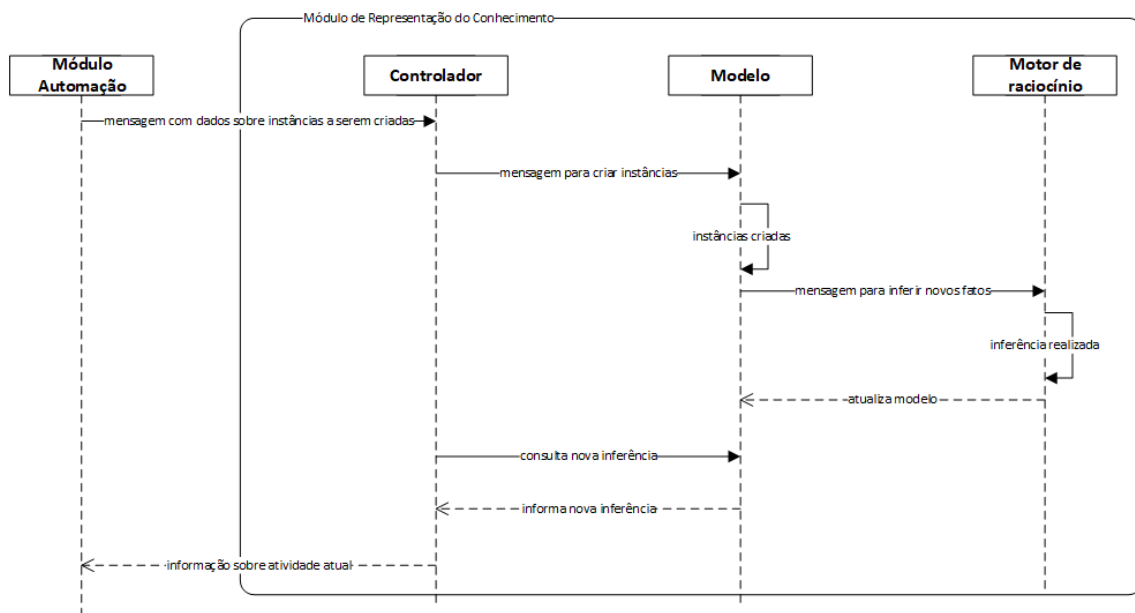 Módulo de Representação do Conhecimento
Módulo
Automação
Controlador
Modelo
Motor de
raciocínio
mensagem com dados sobre instâncias a serem criadas
mensagem para criar instâncias
instâncias criadas
mensagem para inferir novos fatos
inferência realizada
atualiza modelo
consulta nova inferência
informa nova inferência
informação sobre atividade atual